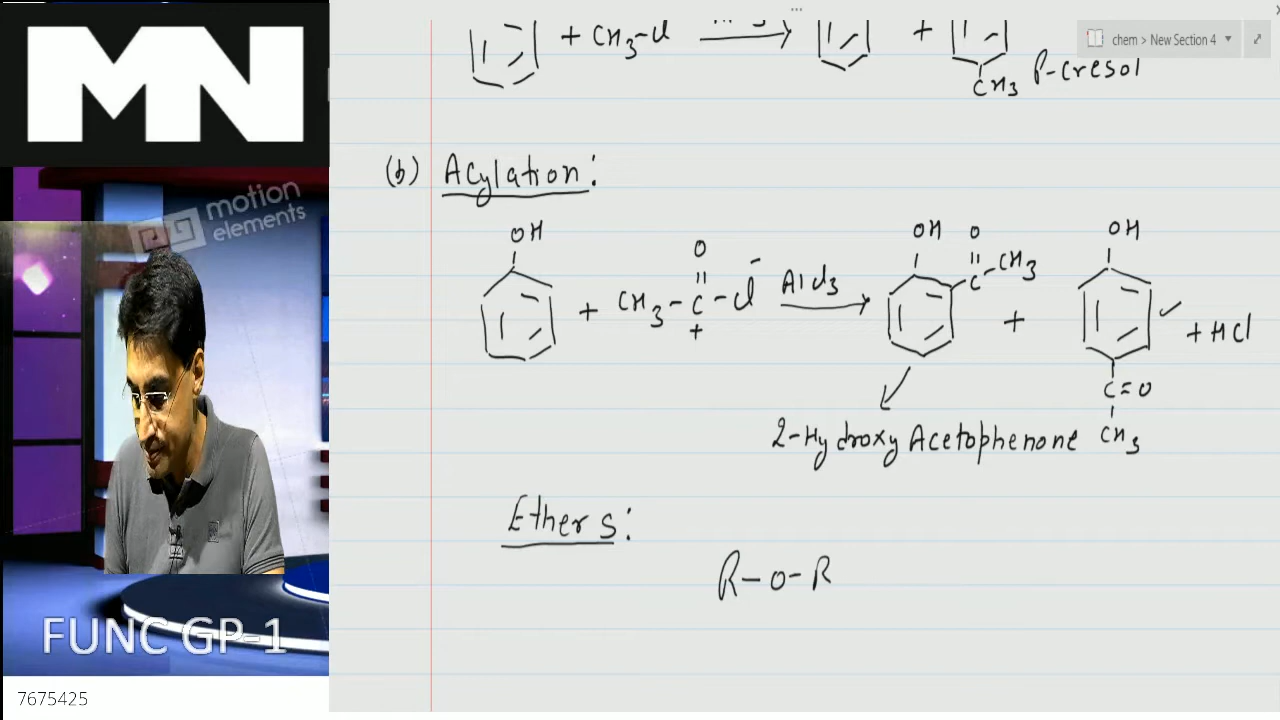 MN
motion
elements
FUNC GP-1
7675425
chem > New Section 4
+ CH3-Cl
+
CH3
P-cresol
(b) Acylation:
OH
+ CH3-C-Cl
O
+
-
AlCl3
OH O
C-CH3
+
OH
+ HCl
C=O
CH3
2-Hydroxy Acetophenone
Ethers:
R-O-R